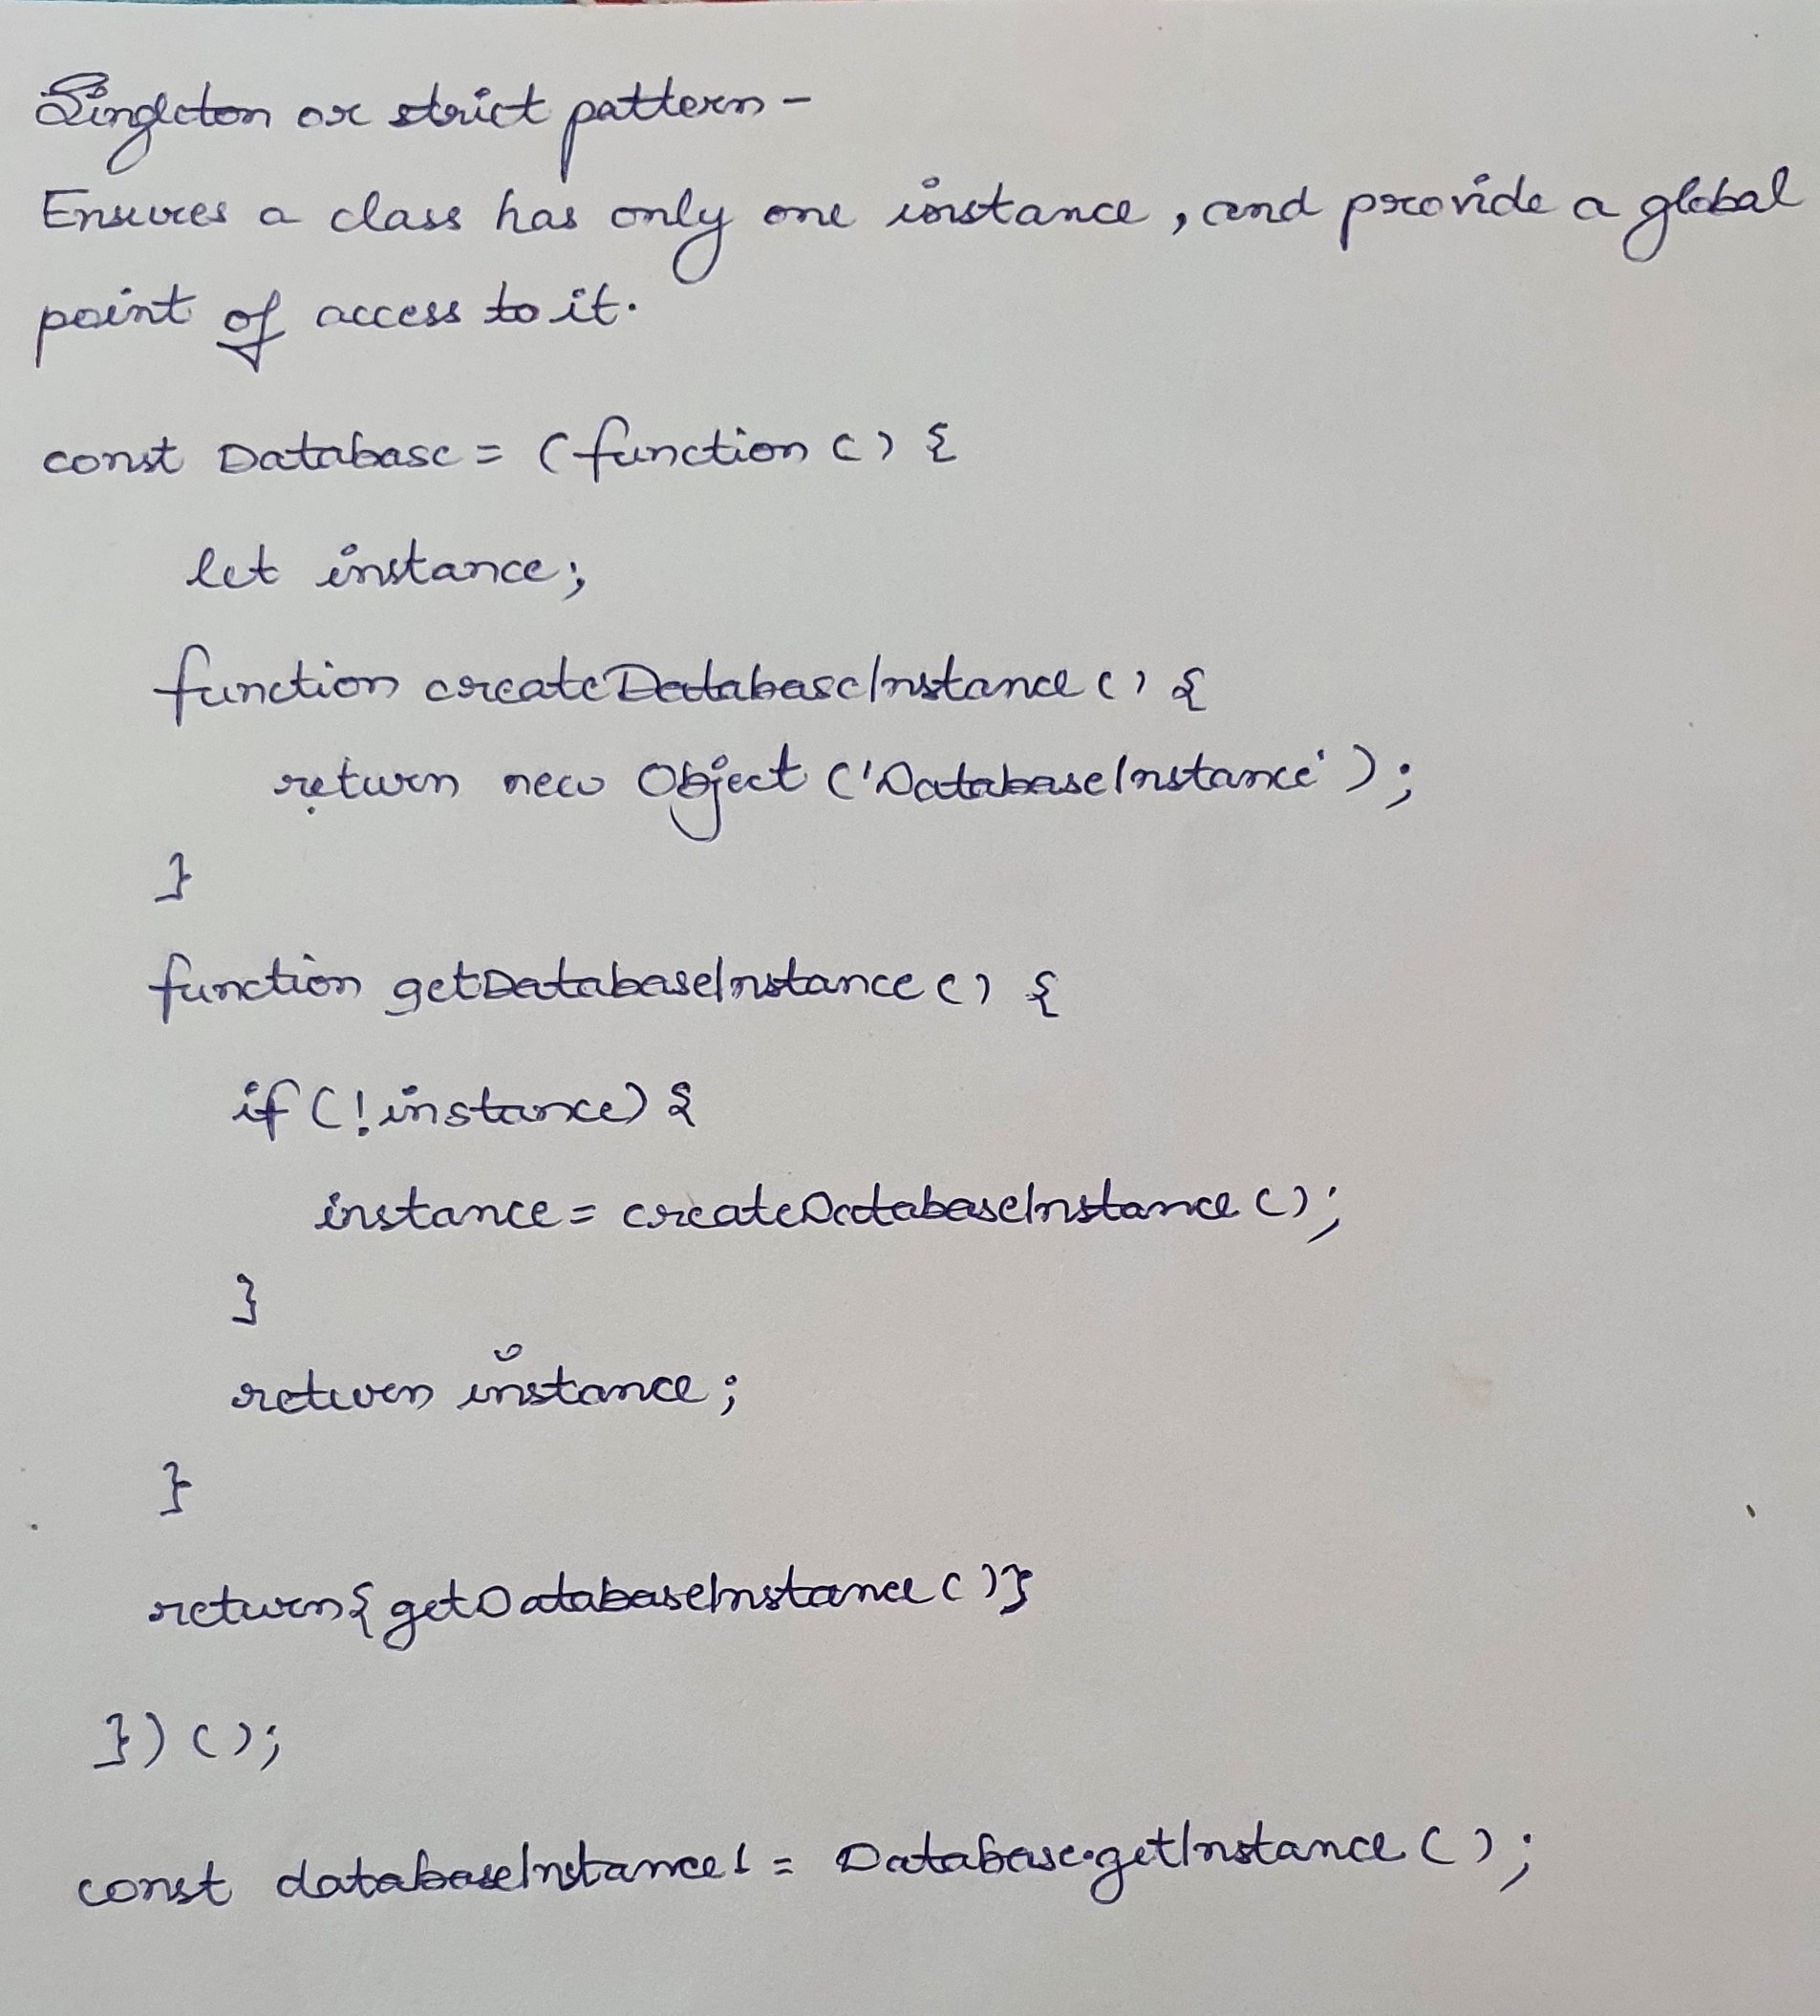 Singleton or strict pattern -
Ensures a class has only one instance, and provide a global
point of access to it.
const Database = (function () {
let instance;
function createDatabaseInstance () {
return new Object ('DatabaseInstance');
}
function getDatabaseInstance () {
if (!instance) {
instance = createDatabaseInstance ();
}
return instance;
}
return { getDatabaseInstance () }
}) ();
const databaseInstance1 = Database.getInstance ();